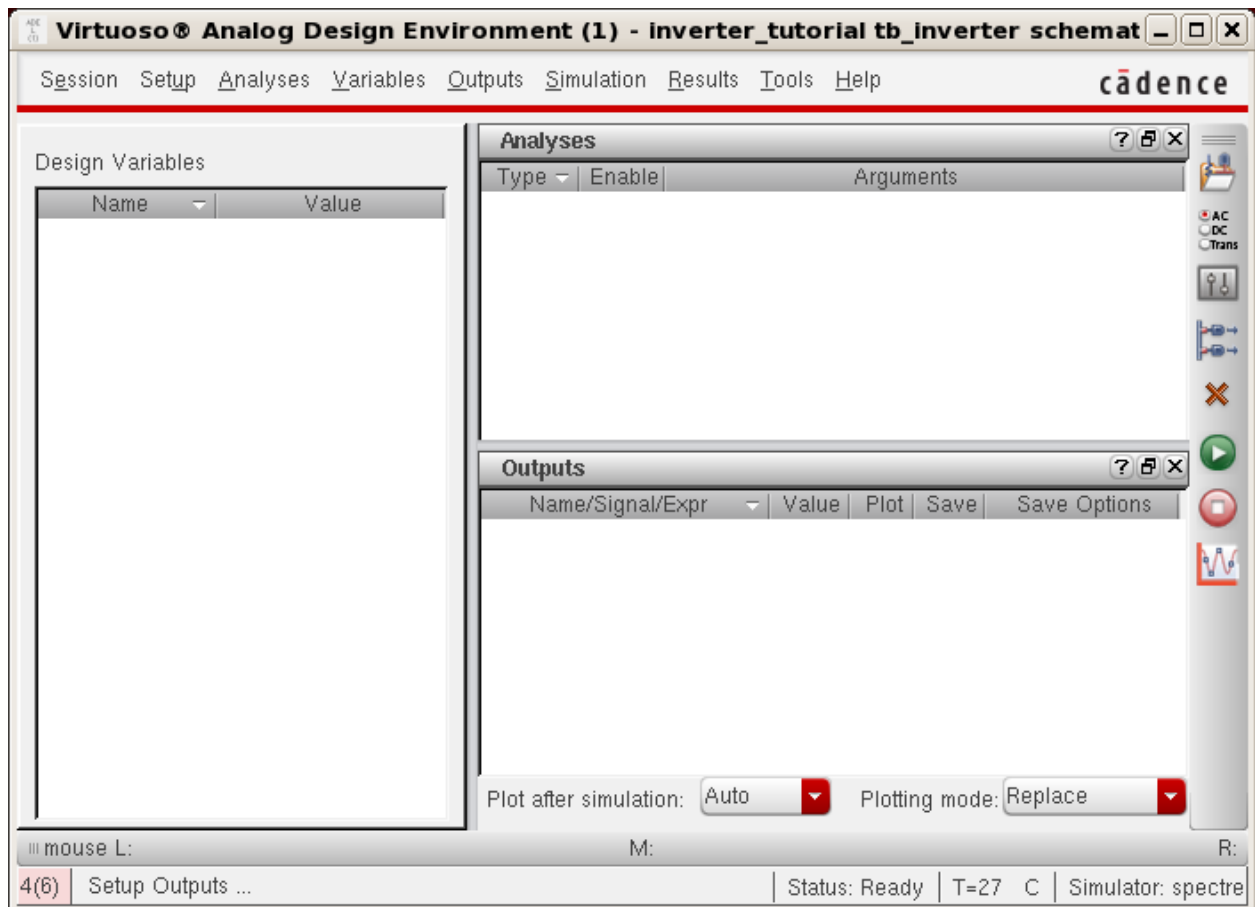 Virtuoso® Analog Design Environment (1) - inverter_tutorial tb_inverter schemat
Session Setup Analyses Variables Outputs Simulation Results Tools Help
cādence
Design Variables
Name Value
Analyses
Type Enable Arguments
AC
DC
Trans
Outputs
Name/Signal/Expr Value Plot Save Save Options
Plot after simulation: Auto Plotting mode: Replace
mouse L: M: R:
4(6) Setup Outputs ... Status: Ready T=27 C Simulator: spectre